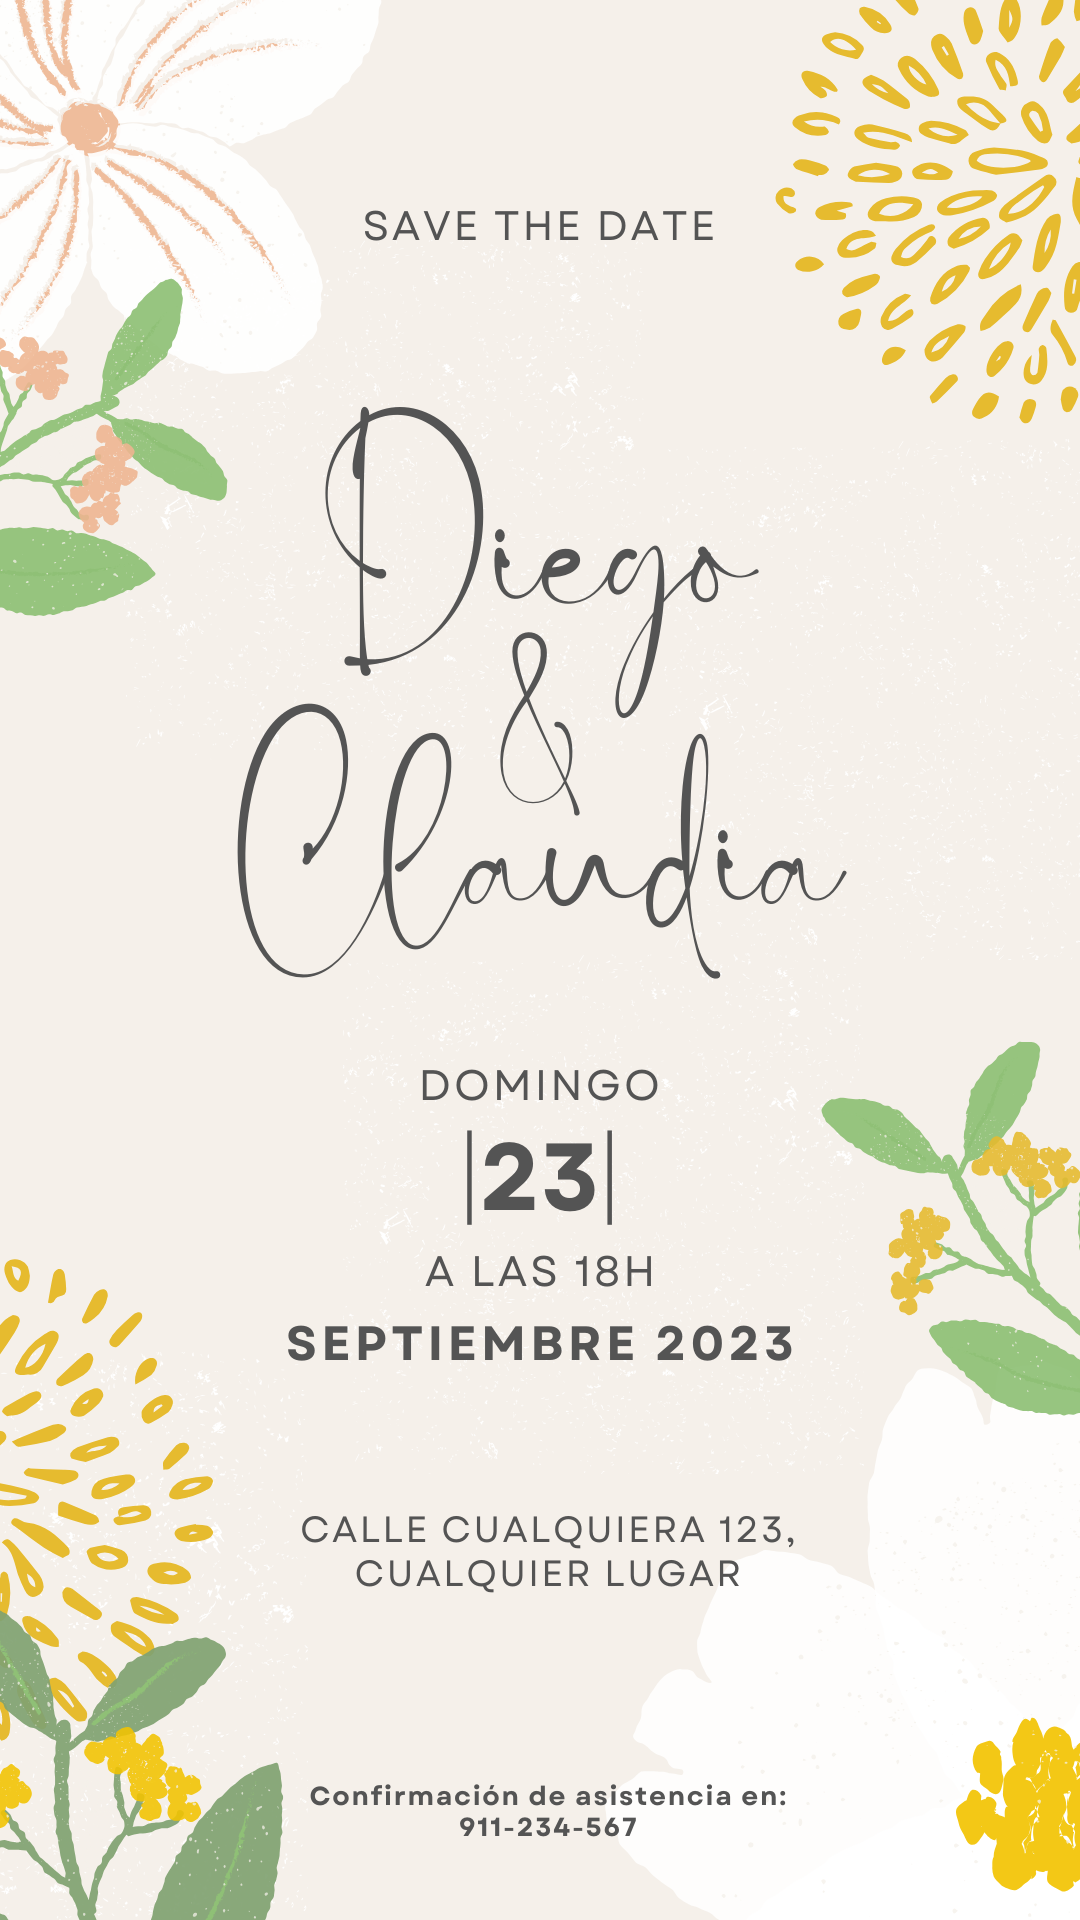 SAVE THE DATE
Diego
&
Claudia
DOMINGO
|23|
A LAS 18H
SEPTIEMBRE 2023
CALLE CUALQUIERA 123,
CUALQUIER LUGAR
Confirmación de asistencia en:
911-234-567